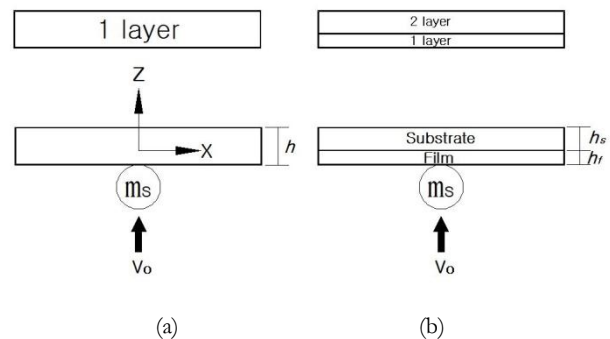 1 layer
2 layer
1 layer
Z
X
h
Substrate
Film
hs
hf
ms
ms
Vo
Vo
(a)
(b)